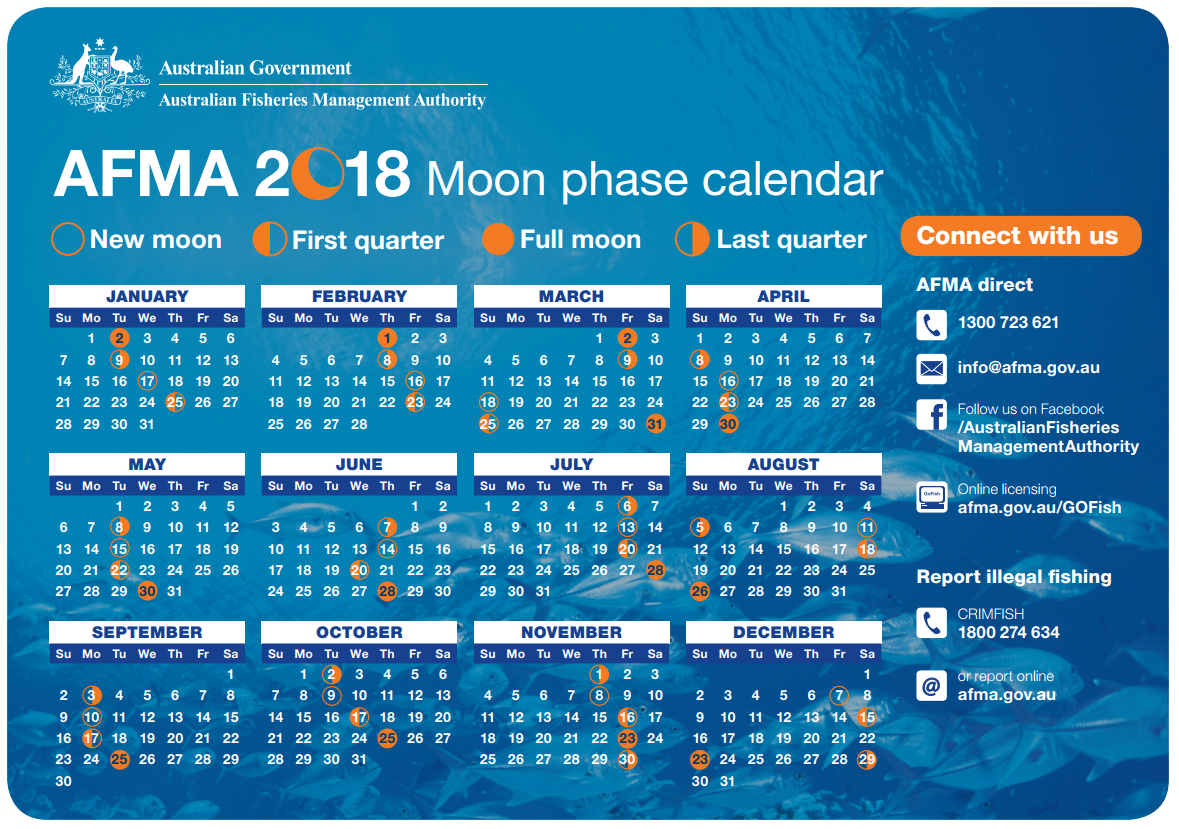 Australian Government
Australian Fisheries Management Authority
AUSTRALIA
AFMA 2018 Moon phase calendar
New moon First quarter Full moon Last quarter
JANUARY FEBRUARY MARCH APRIL
Su Mo Tu We Th Fr Sa Su Mo Tu We Th Fr Sa Su Mo Tu We Th Fr Sa Su Mo Tu We Th Fr Sa
1 2 3 4 5 6 1 2 3 1 2 3 1 2 3 4 5 6 7
7 8 9 10 11 12 13 4 5 6 7 8 9 10 4 5 6 7 8 9 10 8 9 10 11 12 13 14
14 15 16 17 18 19 20 11 12 13 14 15 16 17 11 12 13 14 15 16 17 15 16 17 18 19 20 21
21 22 23 24 25 26 27 18 19 20 21 22 23 24 18 19 20 21 22 23 24 22 23 24 25 26 27 28
28 29 30 31 25 26 27 28 25 26 27 28 29 30 31 29 30
MAY JUNE JULY AUGUST
Su Mo Tu We Th Fr Sa Su Mo Tu We Th Fr Sa Su Mo Tu We Th Fr Sa Su Mo Tu We Th Fr Sa
1 2 3 4 5 1 2 1 2 3 4 5 6 7 1 2 3 4
6 7 8 9 10 11 12 3 4 5 6 7 8 9 8 9 10 11 12 13 14 5 6 7 8 9 10 11
13 14 15 16 17 18 19 10 11 12 13 14 15 16 15 16 17 18 19 20 21 12 13 14 15 16 17 18
20 21 22 23 24 25 26 17 18 19 20 21 22 23 22 23 24 25 26 27 28 19 20 21 22 23 24 25
27 28 29 30 31 24 25 26 27 28 29 30 29 30 31 26 27 28 29 30 31
SEPTEMBER OCTOBER NOVEMBER DECEMBER
Su Mo Tu We Th Fr Sa Su Mo Tu We Th Fr Sa Su Mo Tu We Th Fr Sa Su Mo Tu We Th Fr Sa
1 1 2 3 4 5 6 1 2 3 1
2 3 4 5 6 7 8 7 8 9 10 11 12 13 4 5 6 7 8 9 10 2 3 4 5 6 7 8
9 10 11 12 13 14 15 14 15 16 17 18 19 20 11 12 13 14 15 16 17 9 10 11 12 13 14 15
16 17 18 19 20 21 22 21 22 23 24 25 26 27 18 19 20 21 22 23 24 16 17 18 19 20 21 22
23 24 25 26 27 28 29 28 29 30 31 25 26 27 28 29 30 23 24 25 26 27 28 29
30 30 31
Connect with us
AFMA direct
1300 723 621
info@afma.gov.au
f
Follow us on Facebook
/AustralianFisheries
ManagementAuthority
GoFish
Online licensing
afma.gov.au/GOFish
Report illegal fishing
CRIMFISH
1800 274 634
@
or report online
afma.gov.au